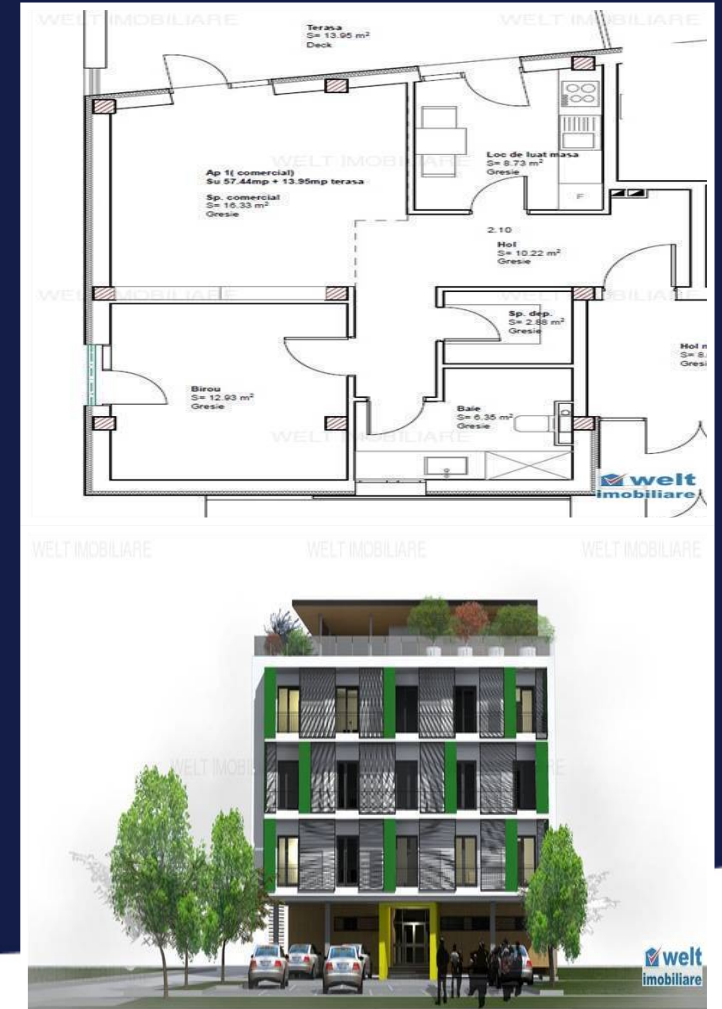 WELT IMOBILIARE
WELT IMOBILIARE
Terasa
S= 13.95 m²
Deck
Loc de luat masa
S= 8.73 m²
Gresie
WELT IMOBILIARE
Ap 1( comercial)
Su 57.44mp + 13.95mp terasa
Sp. comercial
S= 16.33 m²
Gresie
F
2.10
Hol
S= 10.22 m²
Gresie
WELT IMOBILIARE
Sp. dep.
S= 2.88 m²
Gresie
Hol
S= 8.
Birou
S= 12.93 m²
Gresie
Baie
S= 6.35 m²
Gresie
WELT IMOBILIARE
welt
imobiliare
WELT IMOBILIARE
WELT IMOBILIARE
WELT IMOBILIARE
welt
imobiliare